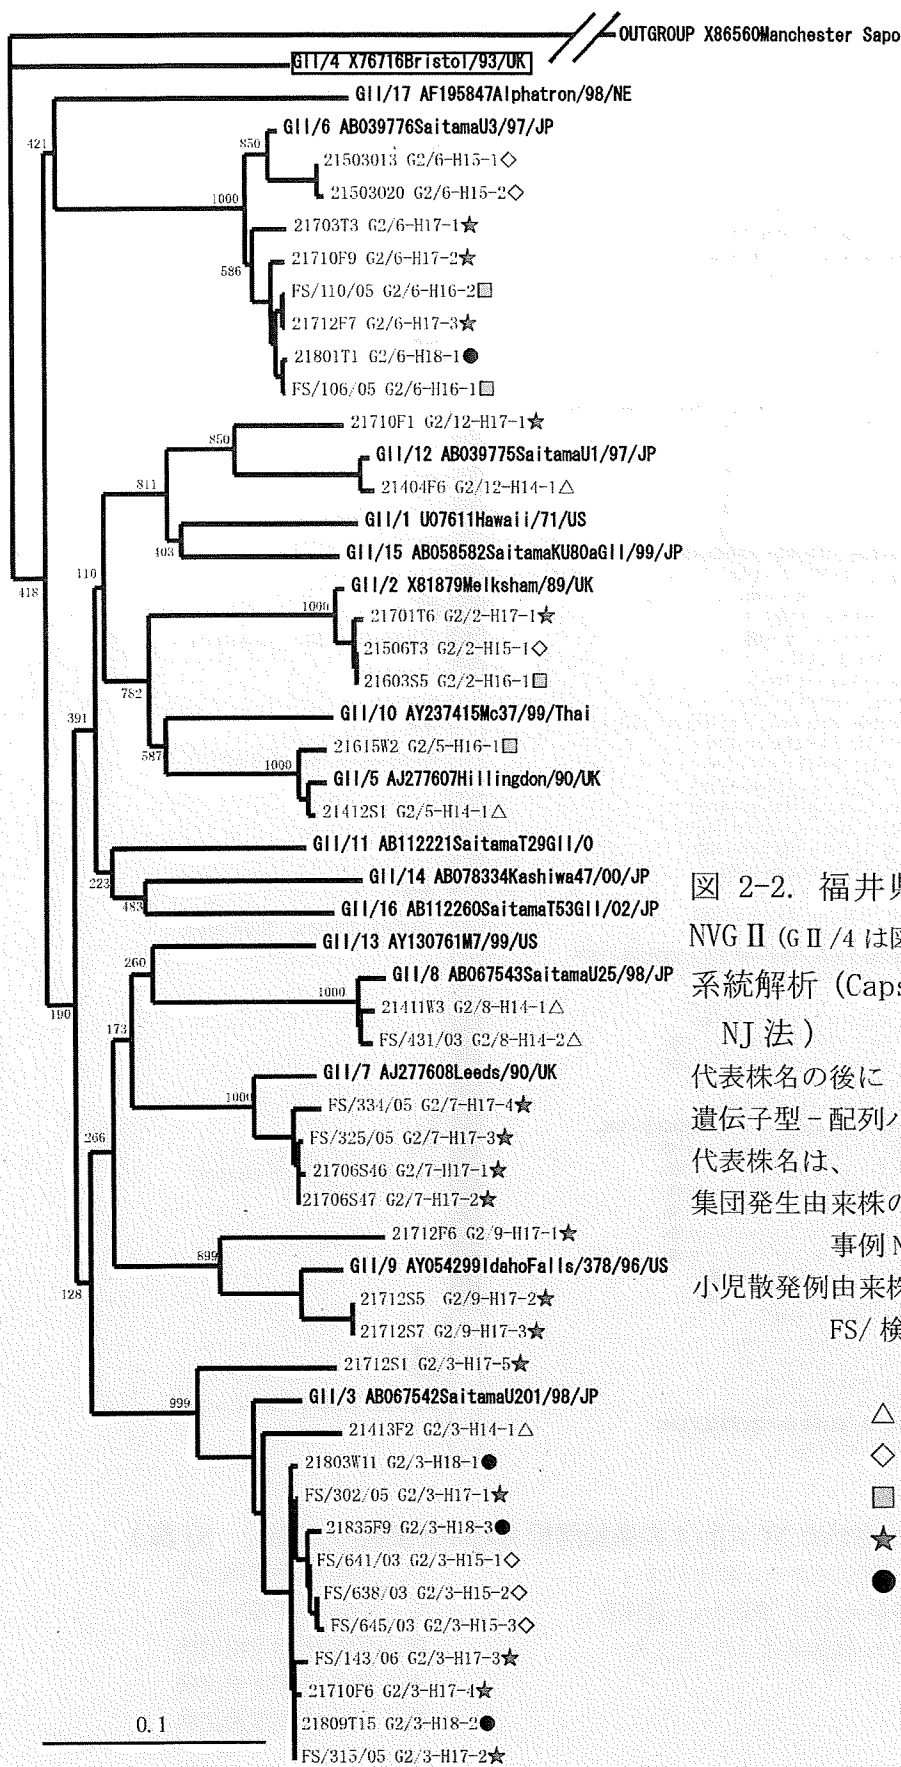 OUTGROUP X86560Manchester Sapo
GII/4 X76716Bristol/93/UK
GII/17 AF195847Alphatron/98/NE
GII/6 AB039776SaitamaU3/97/JP
421
850
21503013 G2/6-H15-1◇
21503020 G2/6-H15-2◇
1000
21703T3 G2/6-H17-1★
21710F9 G2/6-H17-2★
586
FS/110/05 G2/6-H16-2■
21712F7 G2/6-H17-3★
21801T1 G2/6-H18-1●
FS/106/05 G2/6-H16-1■
21710F1 G2/12-H17-1★
850
GII/12 AB039775SaitamaU1/97/JP
811
21404F6 G2/12-H14-1△
GII/1 U07611Hawaii/71/US
403
GII/15 AB058582SaitamaKU80aGII/99/JP
110
418
GII/2 X81879Melksham/89/UK
1000
21701T6 G2/2-H17-1★
21506T3 G2/2-H15-1◇
782
21603S5 G2/2-H16-1■
391
GII/10 AY237415Mc37/99/Thai
587
21615W2 G2/5-H16-1■
1000
GII/5 AJ277607Hillingdon/90/UK
21412S1 G2/5-H14-1△
GII/11 AB112221SaitamaT29GII/0
223
GII/14 AB078334Kashiwa47/00/JP
483
GII/16 AB112260SaitamaT53GII/02/JP
GII/13 AY130761M7/99/US
260
GII/8 AB067543SaitamaU25/98/JP
1000
21411W3 G2/8-H14-1△
190
173
FS/431/03 G2/8-H14-2△
GII/7 AJ277608Leeds/90/UK
1000
FS/334/05 G2/7-H17-4★
266
FS/325/05 G2/7-H17-3★
21706S46 G2/7-H17-1★
21706S47 G2/7-H17-2★
21712F6 G2/9-H17-1★
899
GII/9 AY054299IdahoFalls/378/96/US
128
21712S5 G2/9-H17-2★
21712S7 G2/9-H17-3★
21712S1 G2/3-H17-5★
999
GII/3 AB067542SaitamaU201/98/JP
21413F2 G2/3-H14-1△
21803W11 G2/3-H18-1●
FS/302/05 G2/3-H17-1★
21835F9 G2/3-H18-3●
FS/641/03 G2/3-H15-1◇
FS/638/03 G2/3-H15-2◇
FS/645/03 G2/3-H15-3◇
FS/143/06 G2/3-H17-3★
21710F6 G2/3-H17-4★
21809T15 G2/3-H18-2●
FS/315/05 G2/3-H17-2★
0.1
図 2-2. 福井県
NVGⅡ (GⅡ/4 は図
系統解析 (Caps
NJ 法)
代表株名の後に
遺伝子型－配列パ
代表株名は、
集団発生由来株の
事例 N
小児散発例由来株
FS/ 検
△
◇
■
★
●